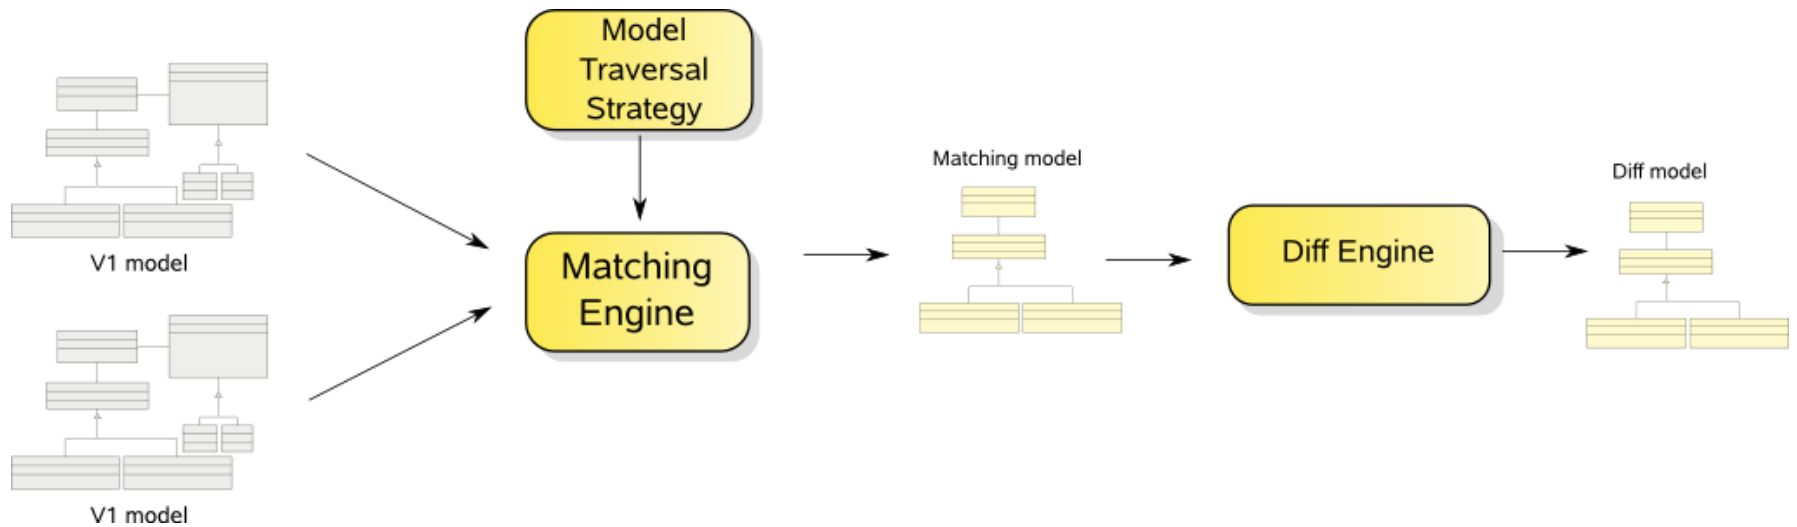 Model
Traversal
Strategy
V1 model
Matching
Engine
Matching model
Diff Engine
Diff model
V1 model